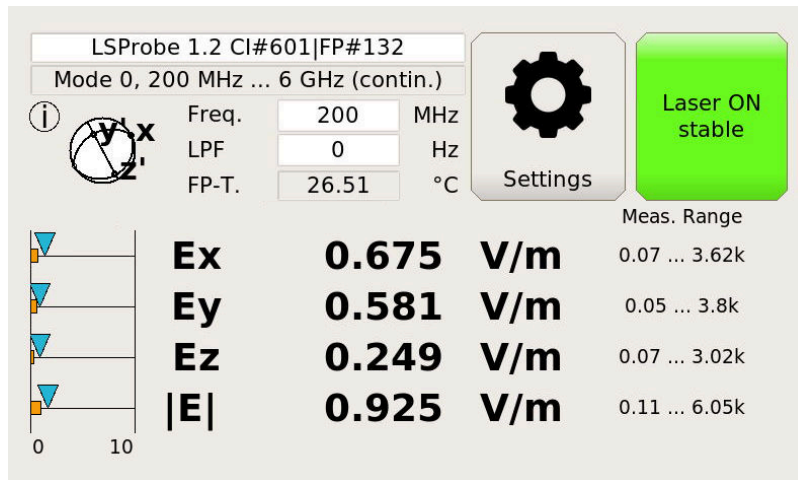 LSProbe 1.2 CI#601|FP#132
Mode 0, 200 MHz ... 6 GHz (contin.)
i
y' x
z'
Freq. 200 MHz
LPF 0 Hz
FP-T. 26.51 °C
Settings
Laser ON
stable
Meas. Range
Ex 0.675 V/m 0.07 ... 3.62k
Ey 0.581 V/m 0.05 ... 3.8k
Ez 0.249 V/m 0.07 ... 3.02k
|E| 0.925 V/m 0.11 ... 6.05k
0 10